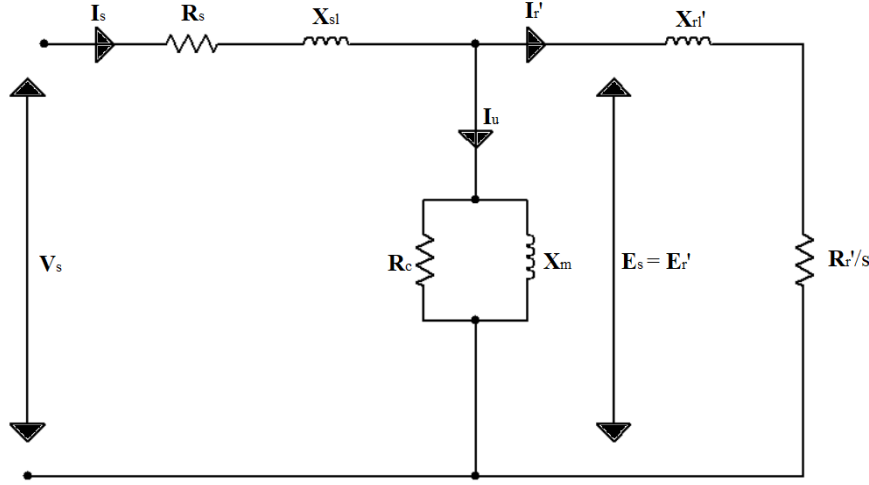 Is
Rs
Xsl
Ir'
Xrl'
Iu
Vs
Rc
Xm
Es = Er'
Rr'/s